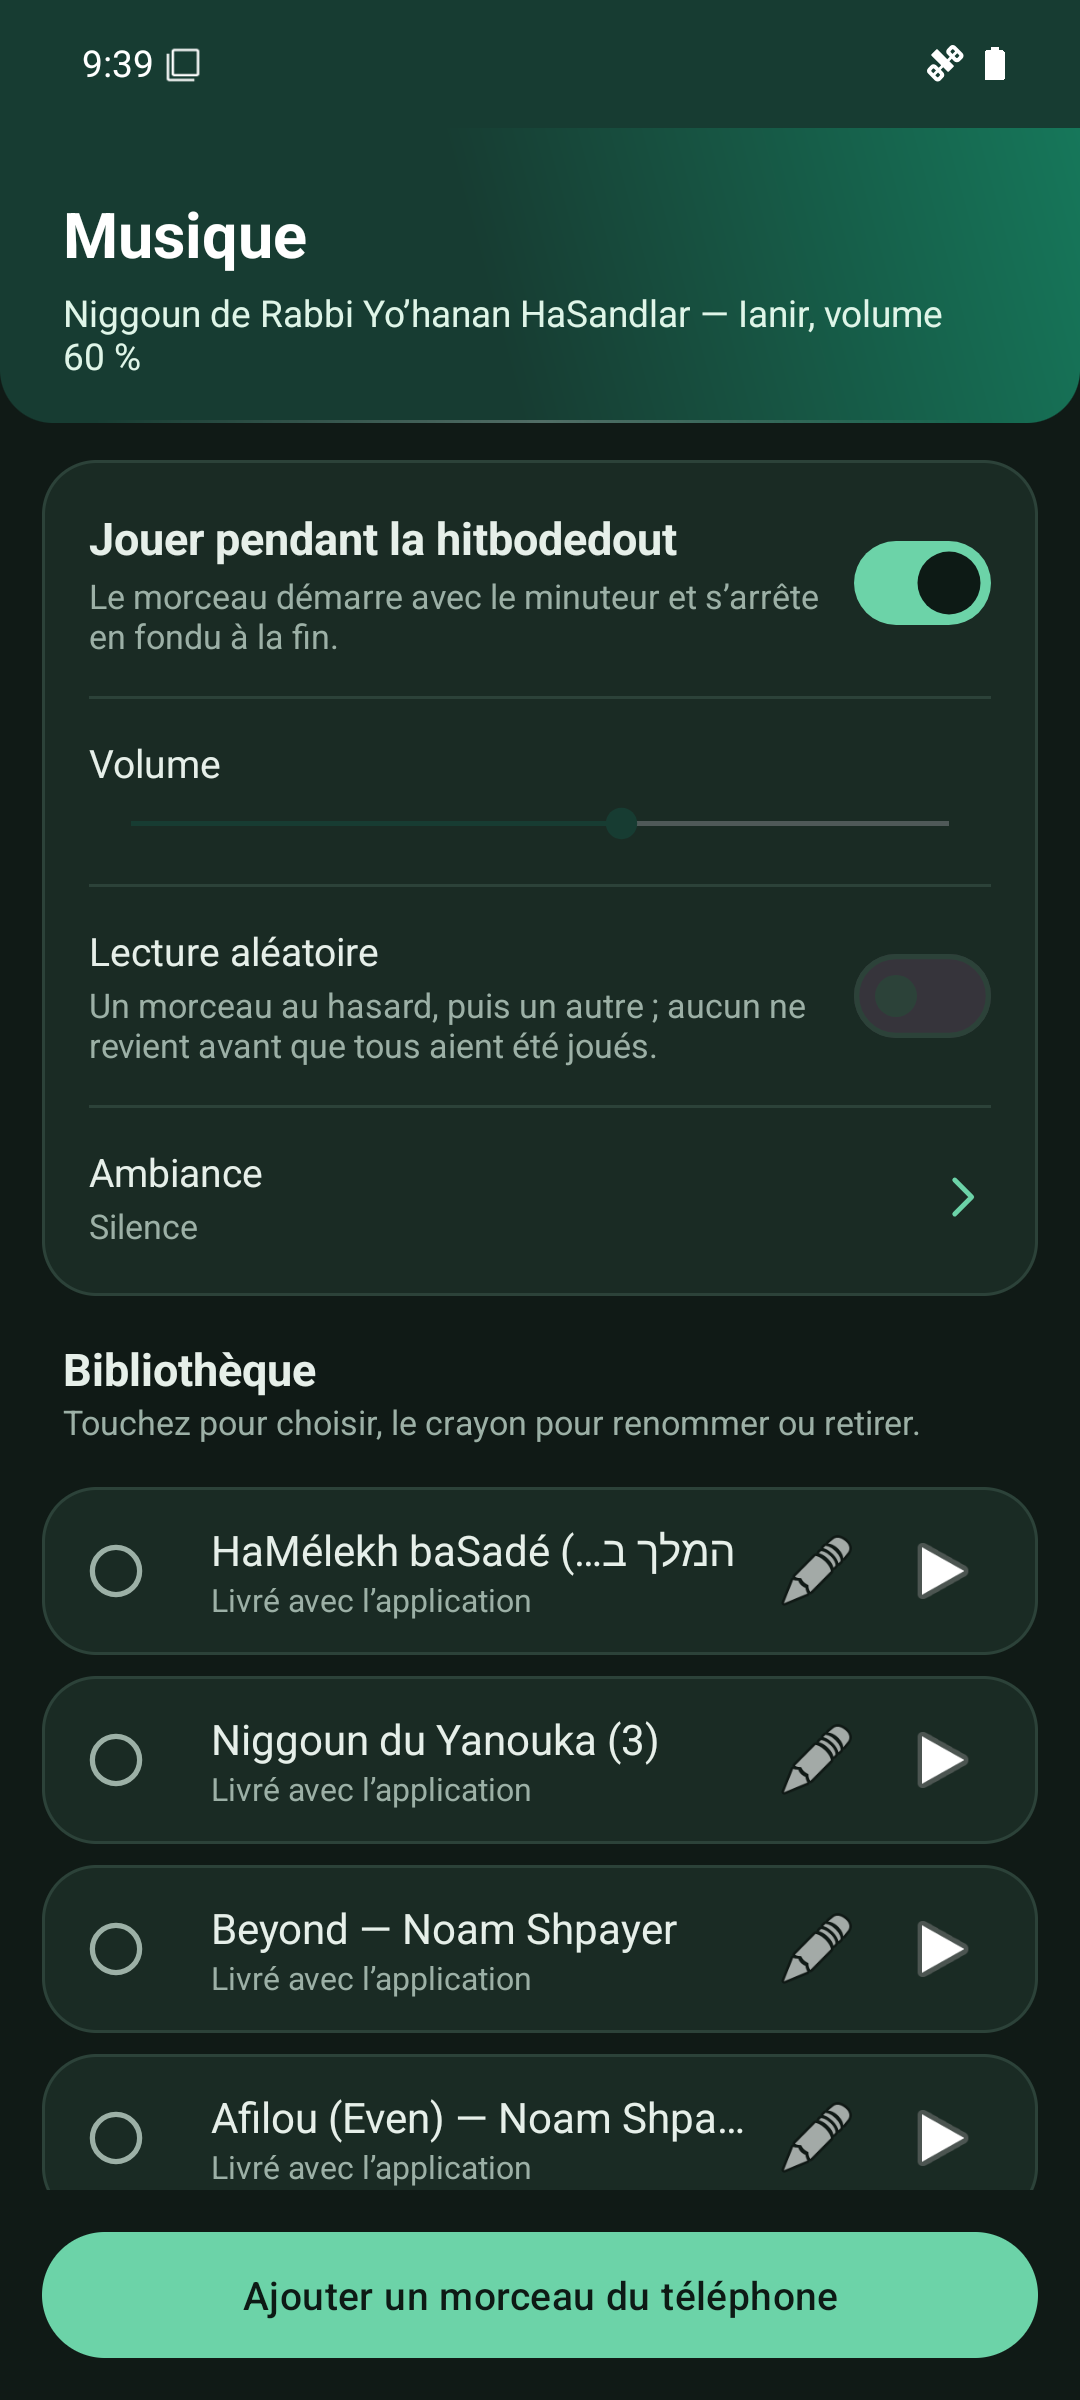 9:39
Musique
Niggoun de Rabbi Yo’hanan HaSandlar — Ianir, volume
60 %
Jouer pendant la hitbodedout
Le morceau démarre avec le minuteur et s’arrête
en fondu à la fin.
Volume
Lecture aléatoire
Un morceau au hasard, puis un autre ; aucun ne
revient avant que tous aient été joués.
Ambiance
Silence
Bibliothèque
Touchez pour choisir, le crayon pour renommer ou retirer.
HaMélekh baSadé (המלך ב…
Livré avec l’application
Niggoun du Yanouka (3)
Livré avec l’application
Beyond — Noam Shpayer
Livré avec l’application
Afilou (Even) — Noam Shpa…
Livré avec l’application
Ajouter un morceau du téléphone